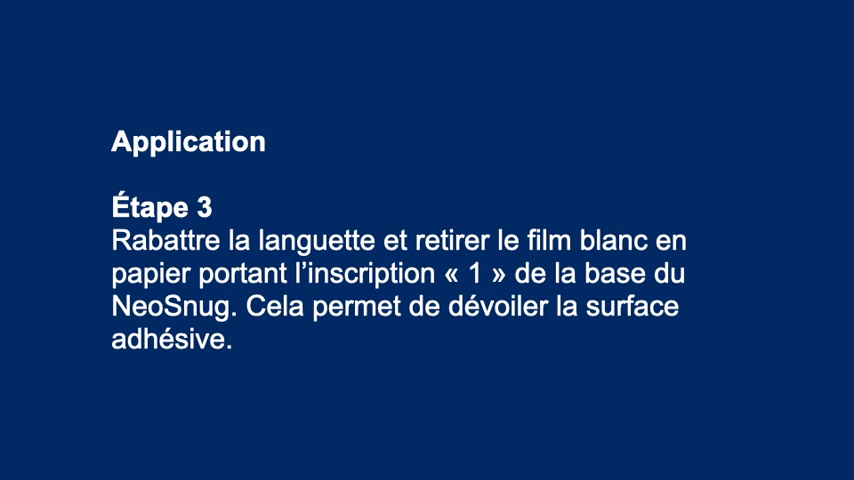 Application
Étape 3
Rabattre la languette et retirer le film blanc en
papier portant l’inscription « 1 » de la base du
NeoSnug. Cela permet de dévoiler la surface
adhésive.